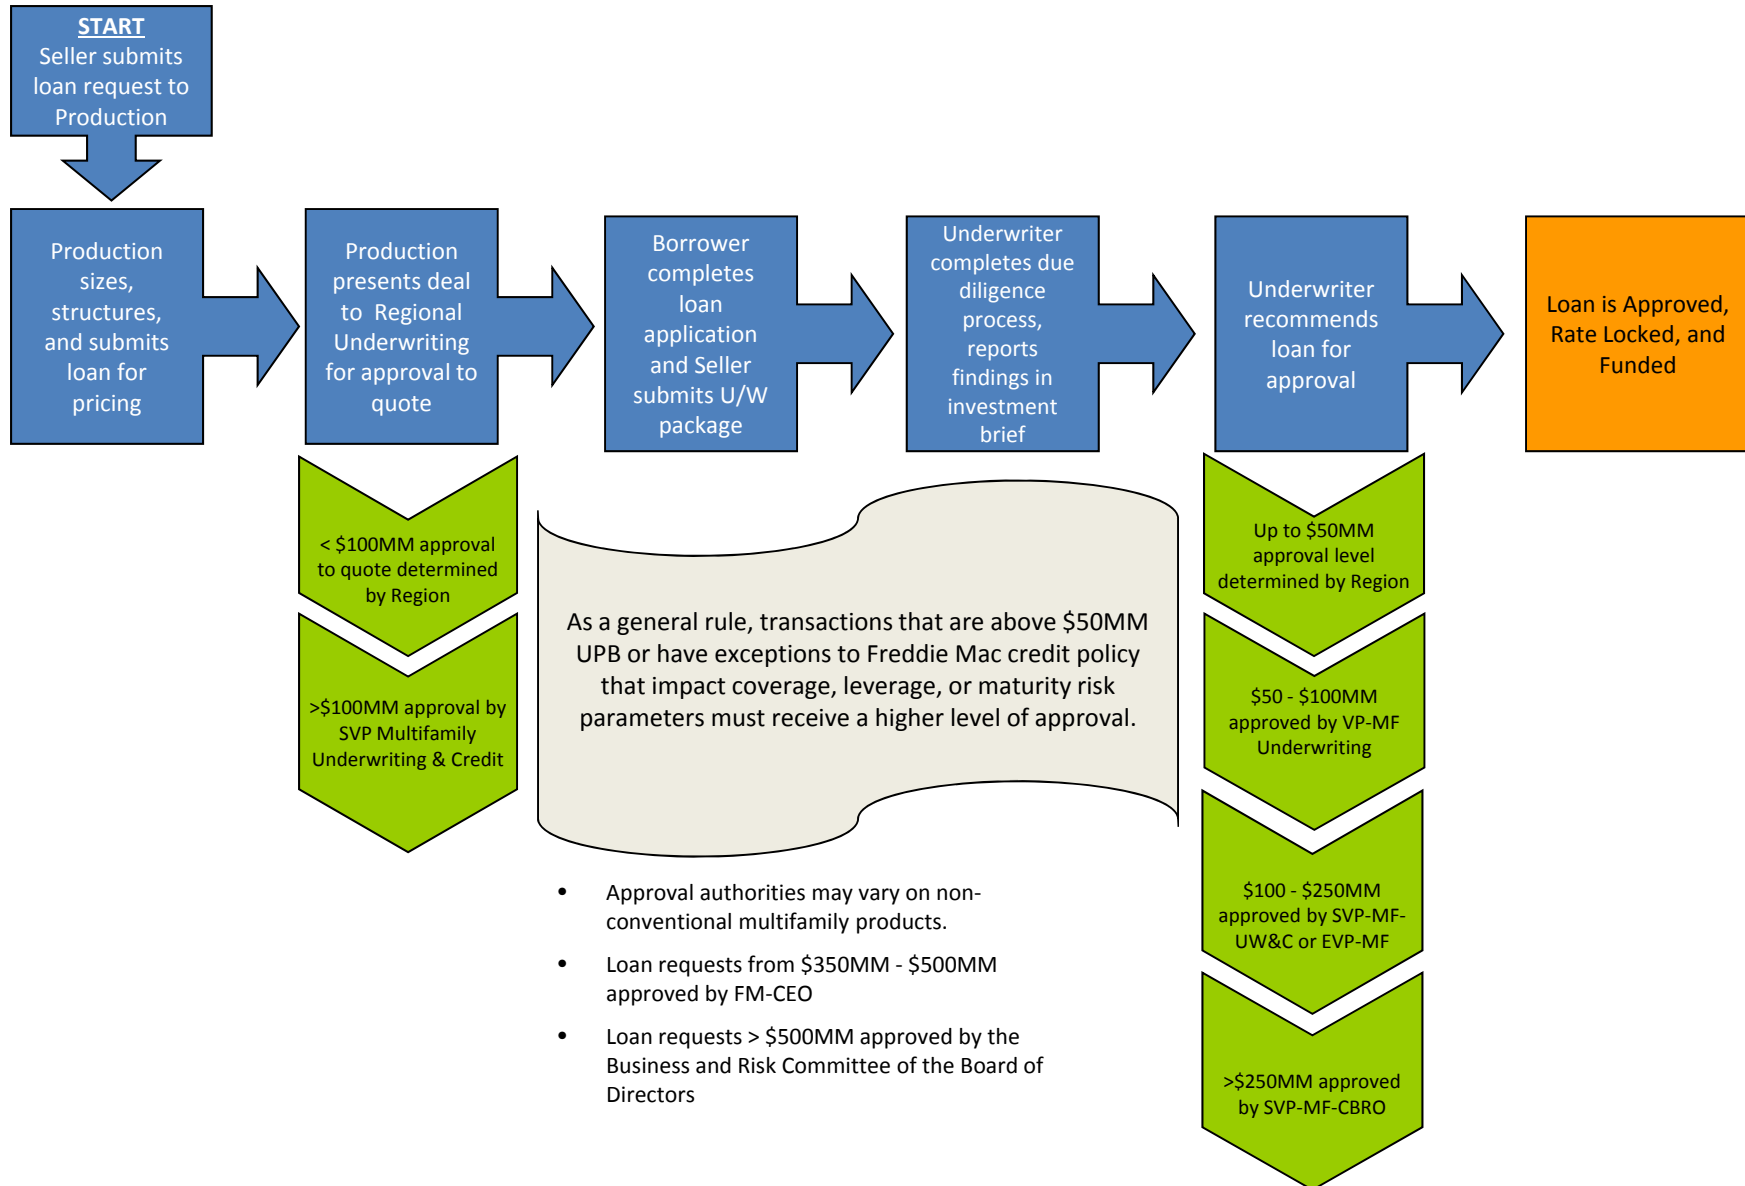 START
Seller submits
loan request to
Production
Production
sizes,
structures,
and submits
loan for
pricing
Production
presents deal
to Regional
Underwriting
for approval to
quote
Borrower
completes
loan
application
and Seller
submits U/W
package
Underwriter
completes due
diligence
process,
reports
findings in
investment
brief
Underwriter
recommends
loan for
approval
Loan is Approved,
Rate Locked, and
Funded
< $100MM approval
to quote determined
by Region
>$100MM approval by
SVP Multifamily
Underwriting & Credit
As a general rule, transactions that are above $50MM
UPB or have exceptions to Freddie Mac credit policy
that impact coverage, leverage, or maturity risk
parameters must receive a higher level of approval.
• Approval authorities may vary on non-
conventional multifamily products.
• Loan requests from $350MM - $500MM
approved by FM-CEO
• Loan requests > $500MM approved by the
Business and Risk Committee of the Board of
Directors
Up to $50MM
approval level
determined by Region
$50 - $100MM
approved by VP-MF
Underwriting
$100 - $250MM
approved by SVP-MF-
UW&C or EVP-MF
>$250MM approved
by SVP-MF-CBRO